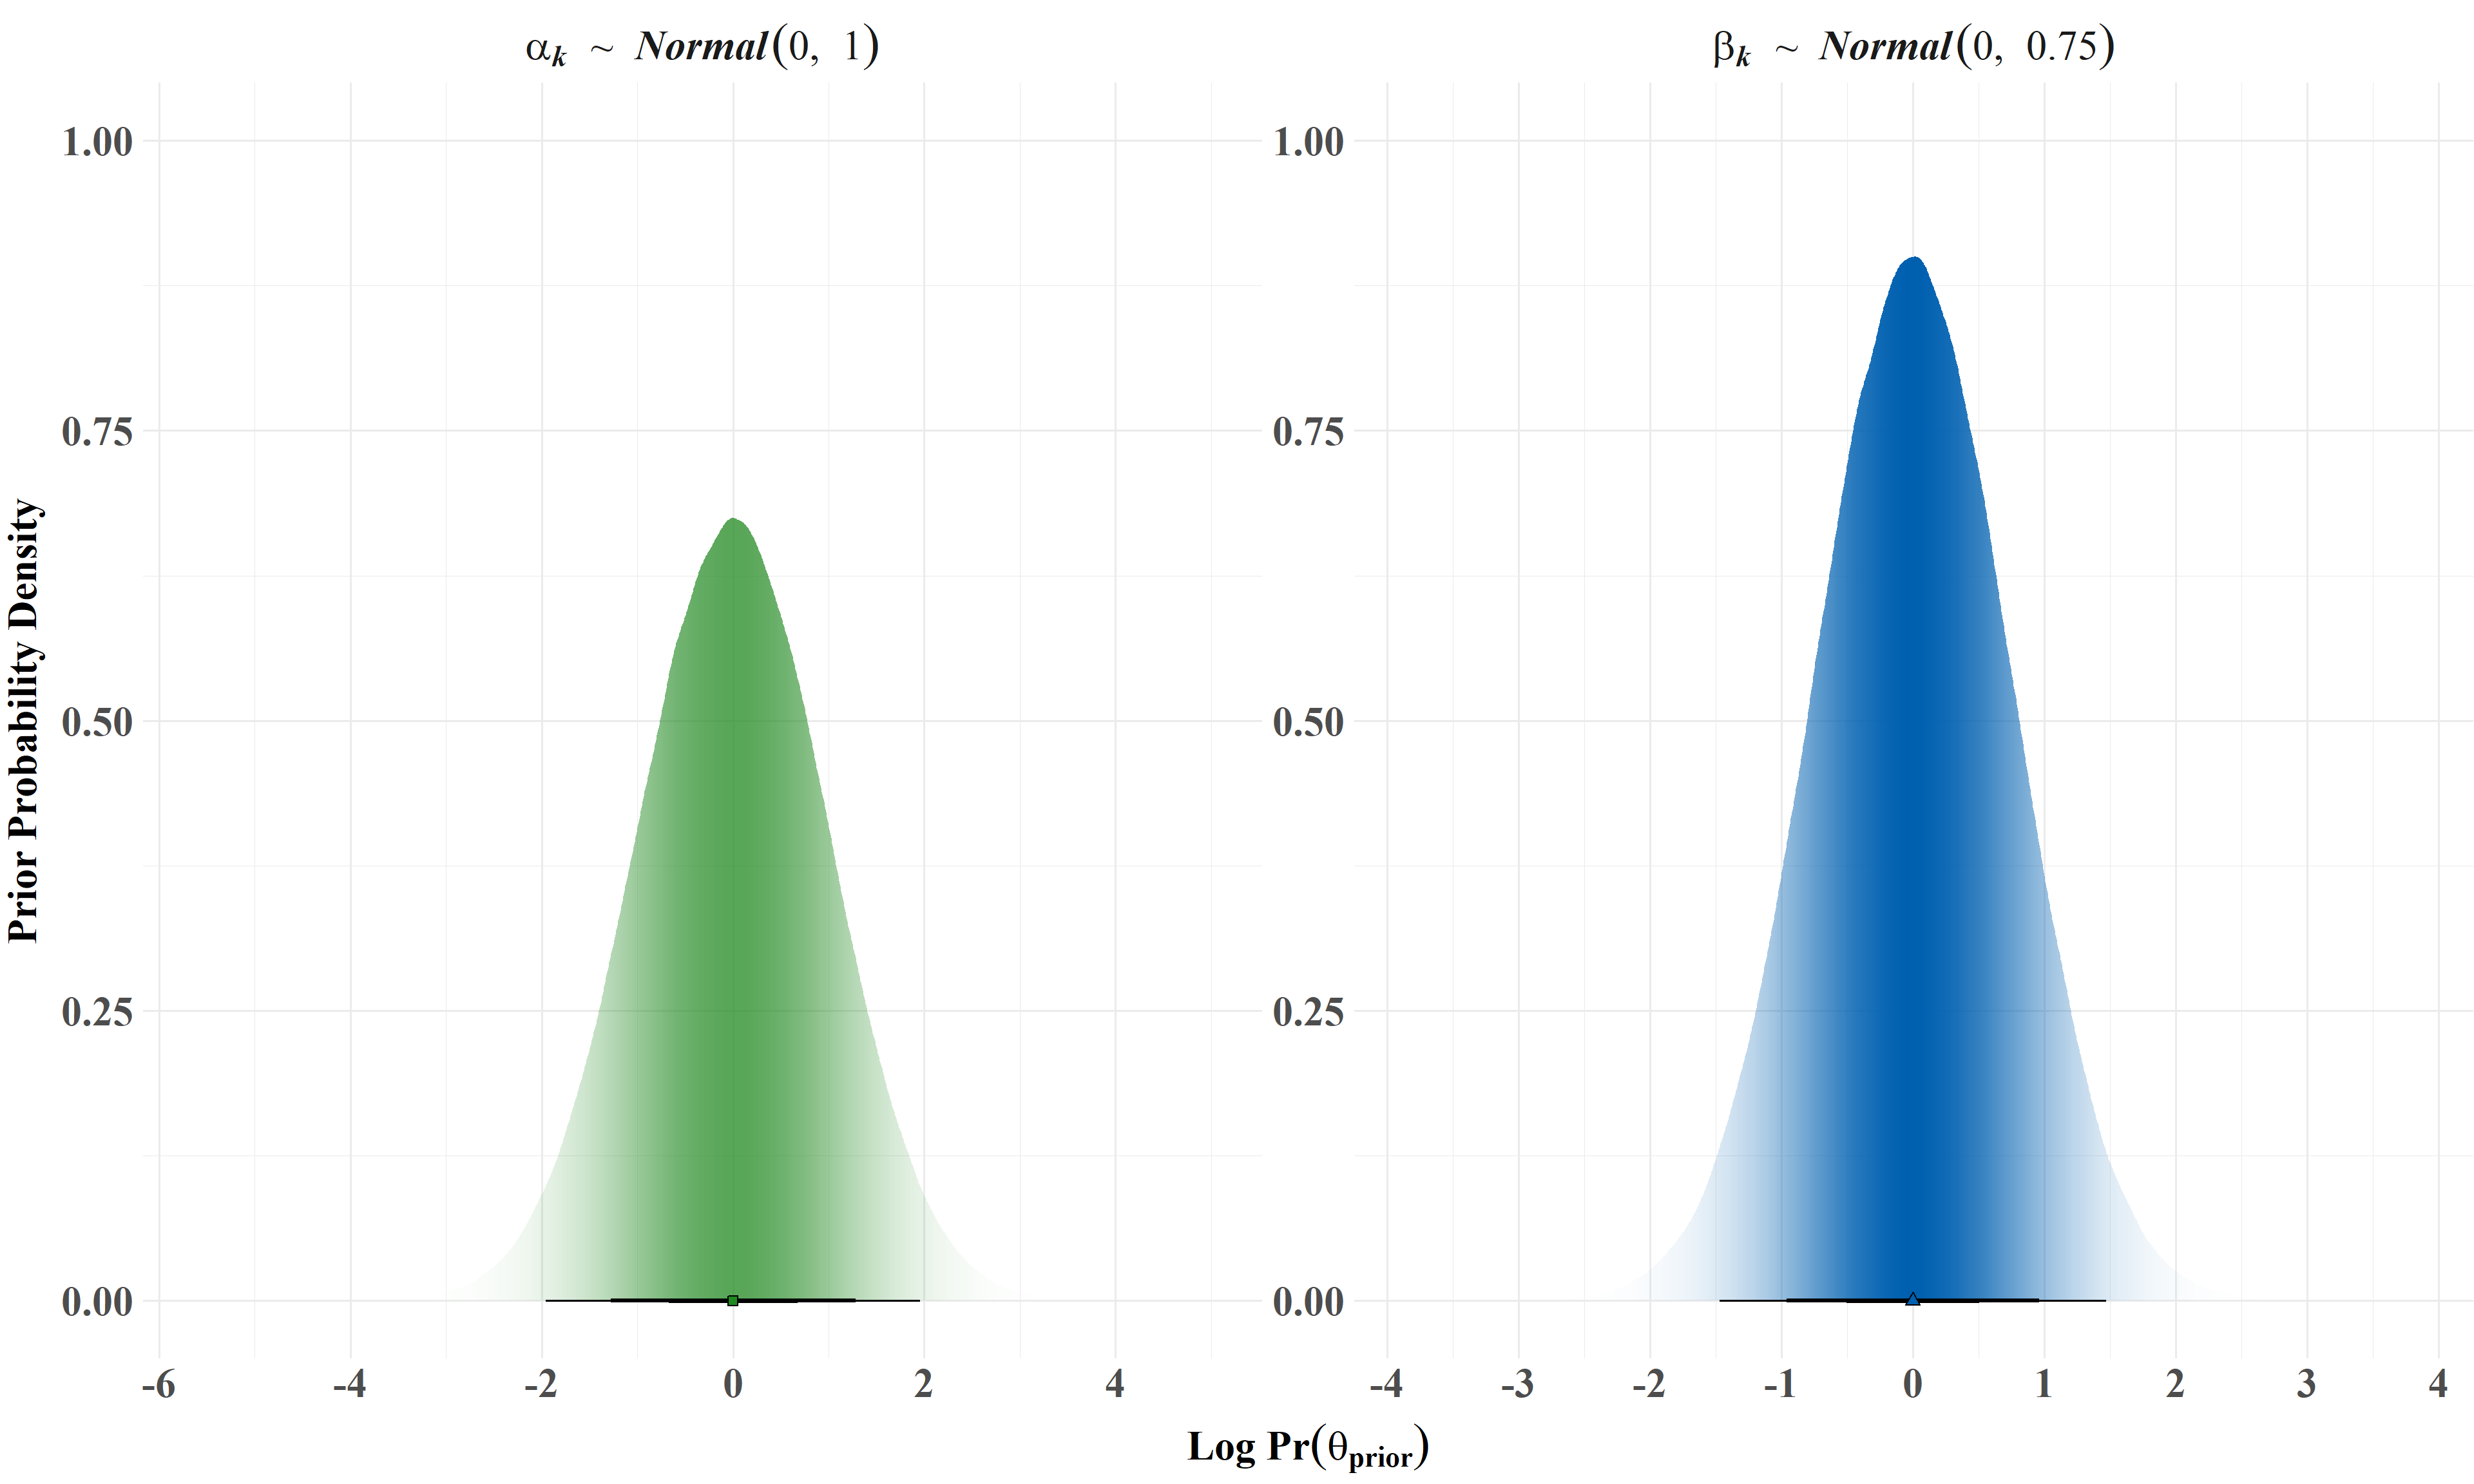 αk ~ Normal(0, 1)
βk ~ Normal(0, 0.75)
Prior Probability Density
1.00
0.75
0.50
0.25
0.00
1.00
0.75
0.50
0.25
0.00
-6 -4 -2 0 2 4
-4 -3 -2 -1 0 1 2 3 4
Log Pr(θprior)